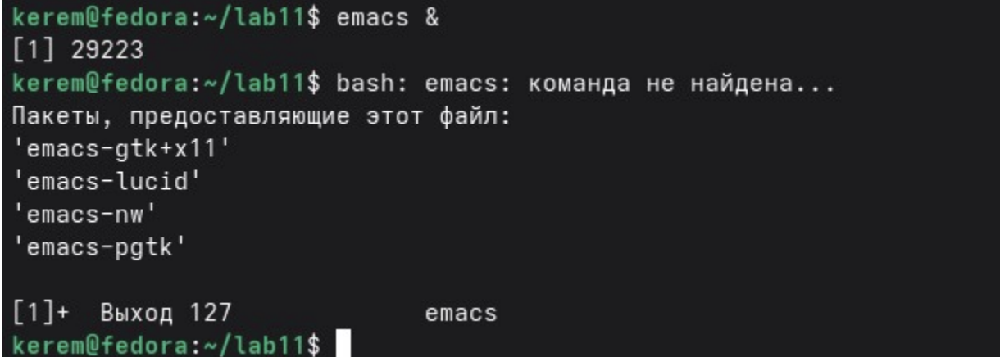 kerem@fedora:~/lab11$ emacs &
[1] 29223
kerem@fedora:~/lab11$ bash: emacs: команда не найдена...
Пакеты, предоставляющие этот файл:
'emacs-gtk+x11'
'emacs-lucid'
'emacs-nw'
'emacs-pgtk'
[1]+  Выход 127              emacs
kerem@fedora:~/lab11$